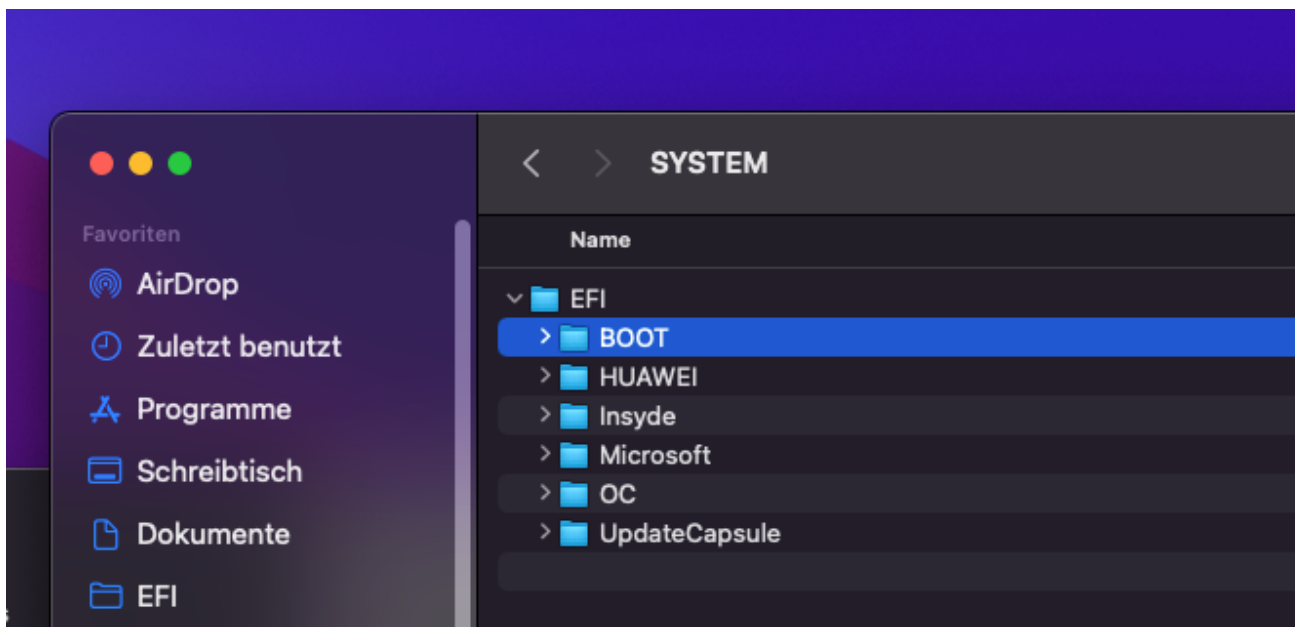 SYSTEM
Favoriten
AirDrop
Zuletzt benutzt
Programme
Schreibtisch
Dokumente
EFI
Name
EFI
BOOT
HUAWEI
Insyde
Microsoft
OC
UpdateCapsule